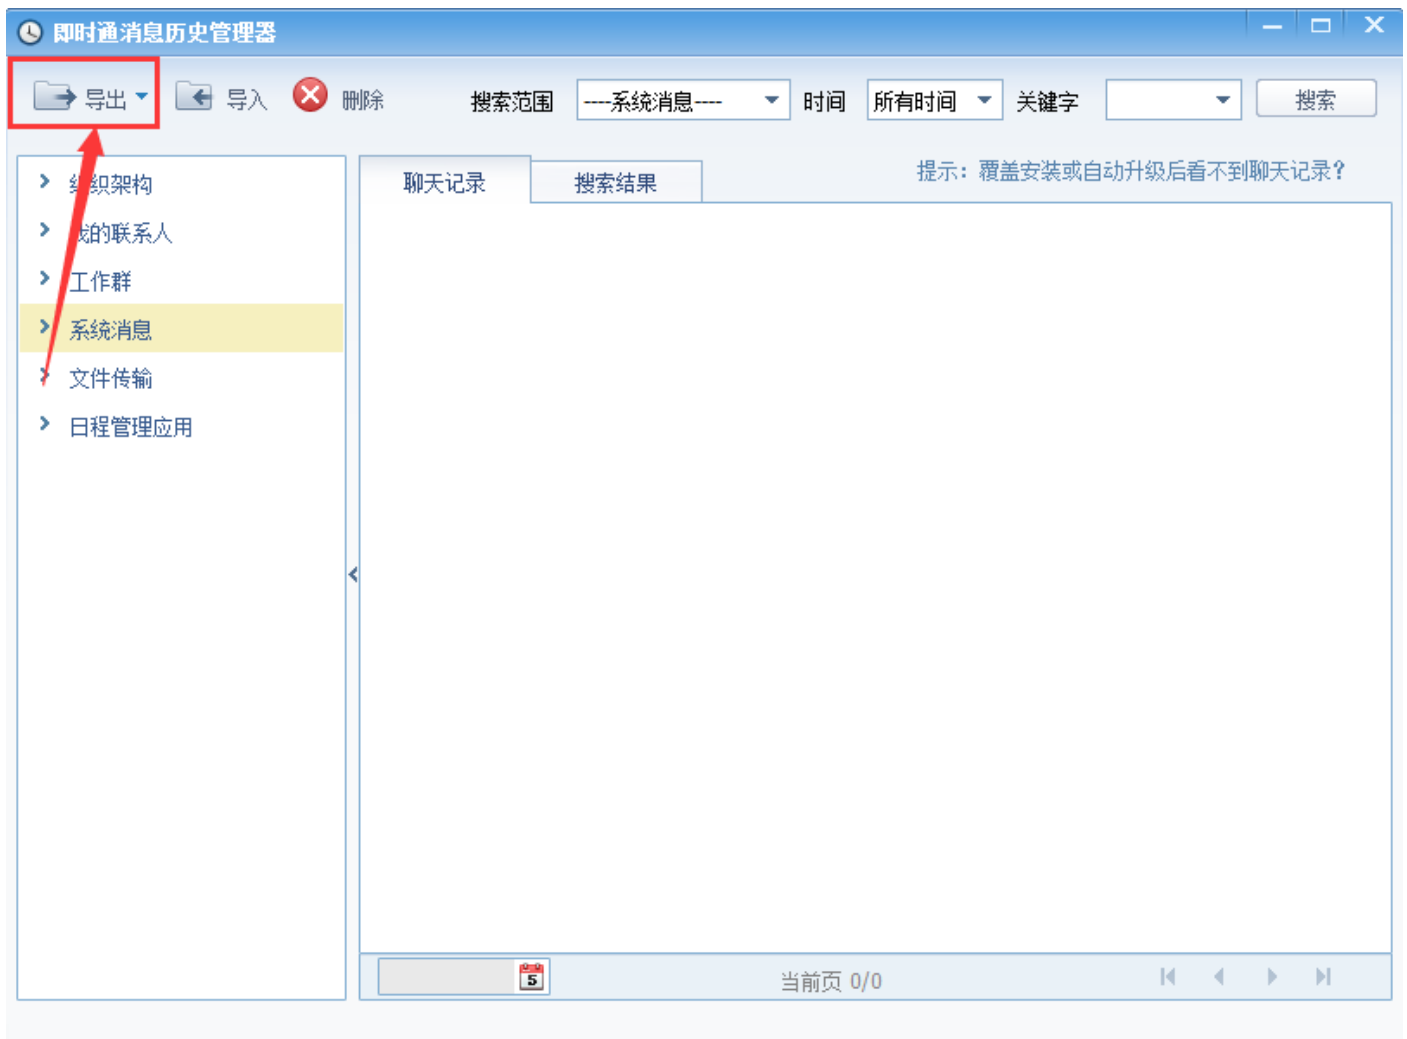 即时通消息历史管理器
导出 导入 删除 搜索范围 ----系统消息---- 时间 所有时间 关键字 搜索
提示：覆盖安装或自动升级后看不到聊天记录？
聊天记录 搜索结果
组织架构
我的联系人
工作群
系统消息
文件传输
日程管理应用
5 当前页 0/0